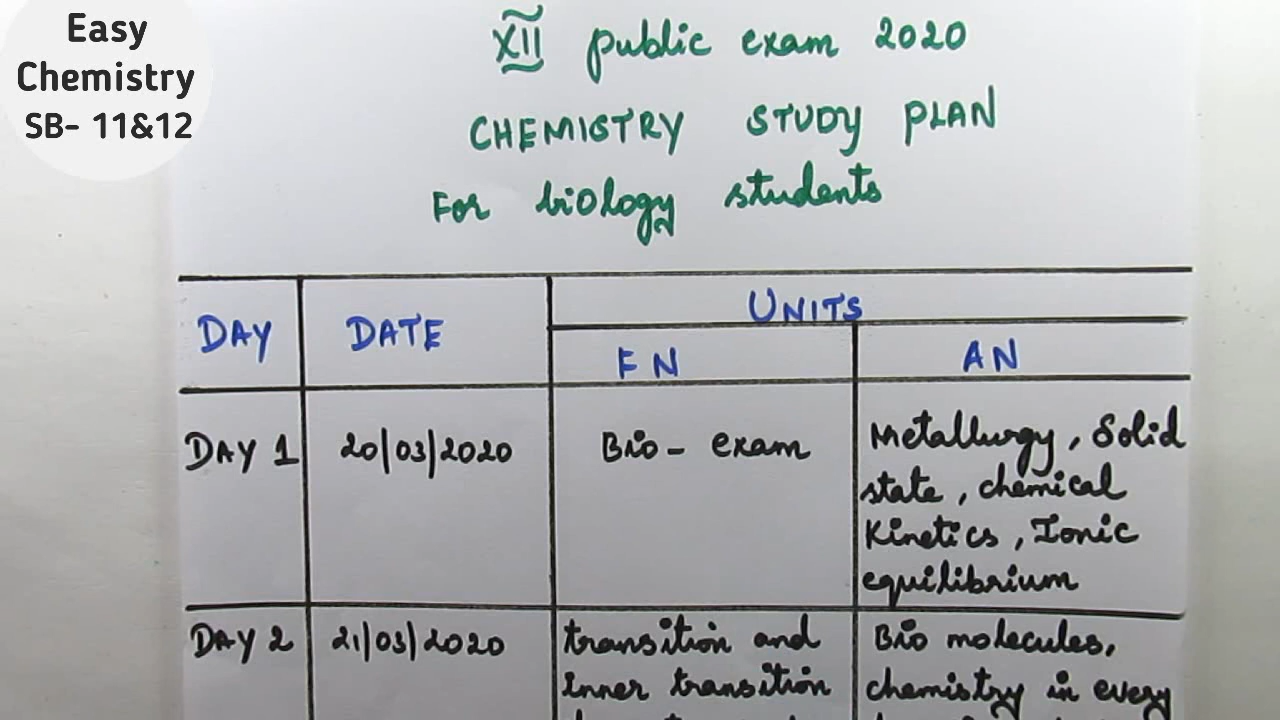 Easy
Chemistry
SB- 11&12
XII public exam 2020
CHEMISTRY STUDY PLAN
For biology students
DAY
DATE
UNITS
FN
AN
DAY 1
20/03/2020
Bio - exam
Metallurgy, Solid
state, chemical
Kinetics, Ionic
equilibrium
DAY 2
21/03/2020
transition and
inner transition
Bio molecules,
chemistry in every